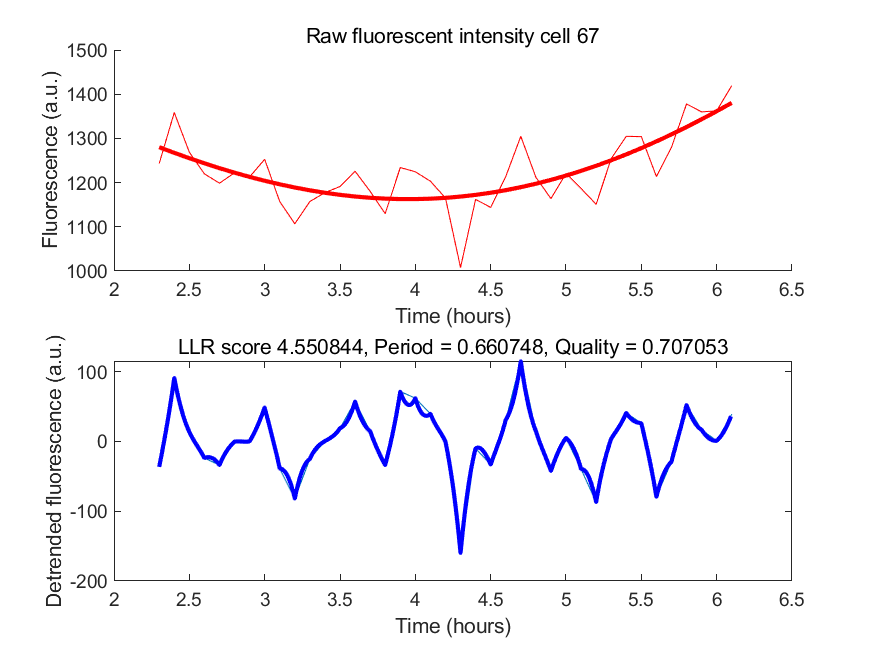 Raw fluorescent intensity cell 67
1500
1400
1300
1200
1100
1000
Fluorescence (a.u.)
2 2.5 3 3.5 4 4.5 5 5.5 6 6.5
Time (hours)
LLR score 4.550844, Period = 0.660748, Quality = 0.707053
100
0
-100
-200
Detrended fluorescence (a.u.)
2 2.5 3 3.5 4 4.5 5 5.5 6 6.5
Time (hours)